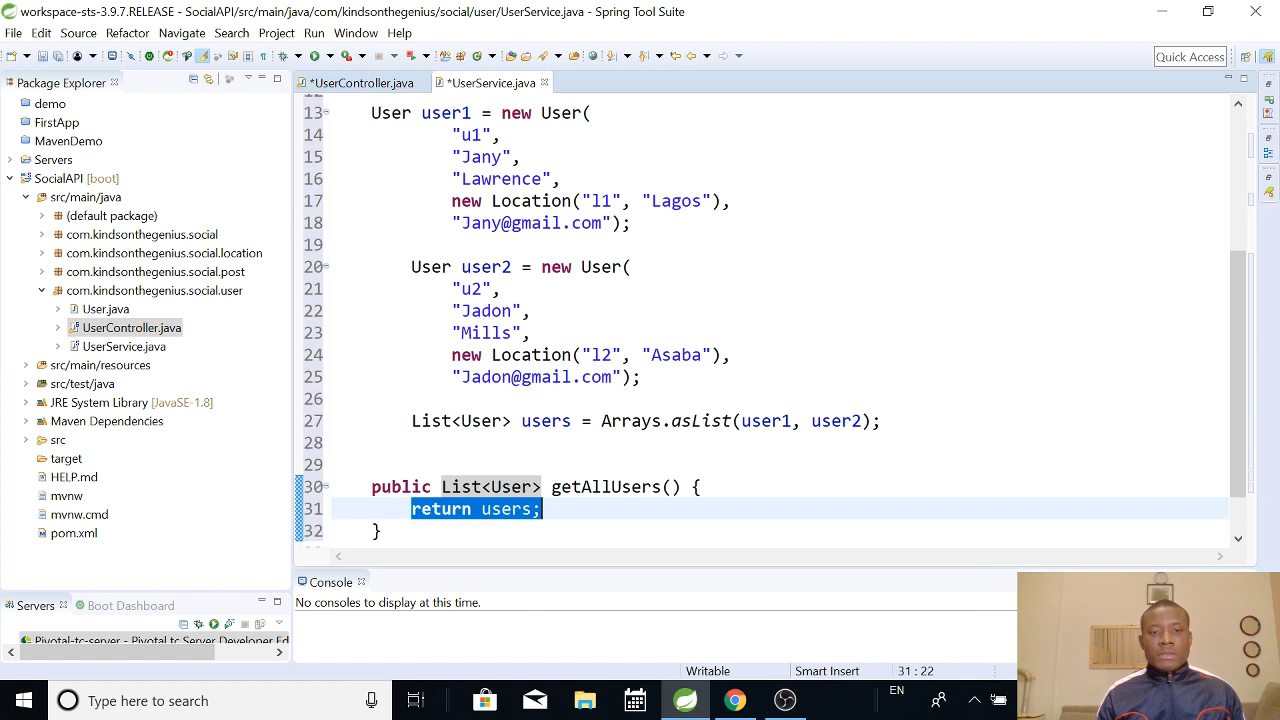 workspace-sts-3.9.7.RELEASE - SocialAPI/src/main/java/com/kindsonthegenius/social/user/UserService.java - Spring Tool Suite
File Edit Source Refactor Navigate Search Project Run Window Help
Quick Access
Package Explorer
demo
FirstApp
MavenDemo
Servers
SocialAPI [boot]
src/main/java
(default package)
com.kindsonthegenius.social
com.kindsonthegenius.social.location
com.kindsonthegenius.social.post
com.kindsonthegenius.social.user
User.java
UserController.java
UserService.java
src/main/resources
src/test/java
JRE System Library [JavaSE-1.8]
Maven Dependencies
src
target
HELP.md
mvnw
mvnw.cmd
pom.xml
*UserController.java *UserService.java
12
13 User user1 = new User(
14 "u1",
15 "Jany",
16 "Lawrence",
17 new Location("l1", "Lagos"),
18 "Jany@gmail.com");
19
20 User user2 = new User(
21 "u2",
22 "Jadon",
23 "Mills",
24 new Location("l2", "Asaba"),
25 "Jadon@gmail.com");
26
27 List<User> users = Arrays.asList(user1, user2);
28
29
30 public List<User> getAllUsers() {
31 return users;
32 }
Console
No consoles to display at this time.
Servers Boot Dashboard
Pivotal-tc-server - Pivotal tc Server Developer Ed
Writable Smart Insert 31 : 22
Type here to search
EN